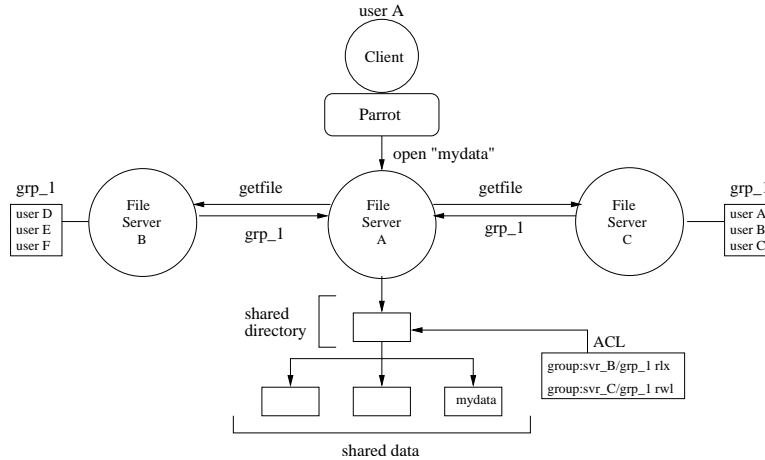 user A
Client
Parrot
open "mydata"
grp_1
getfile
getfile
grp_1
user D
user E
user F
File
Server
B
File
Server
A
File
Server
C
user A
user B
user C
grp_1
grp_1
shared
directory
ACL
group:svr_B/grp_1 rlx
group:svr_C/grp_1 rwl
mydata
shared data